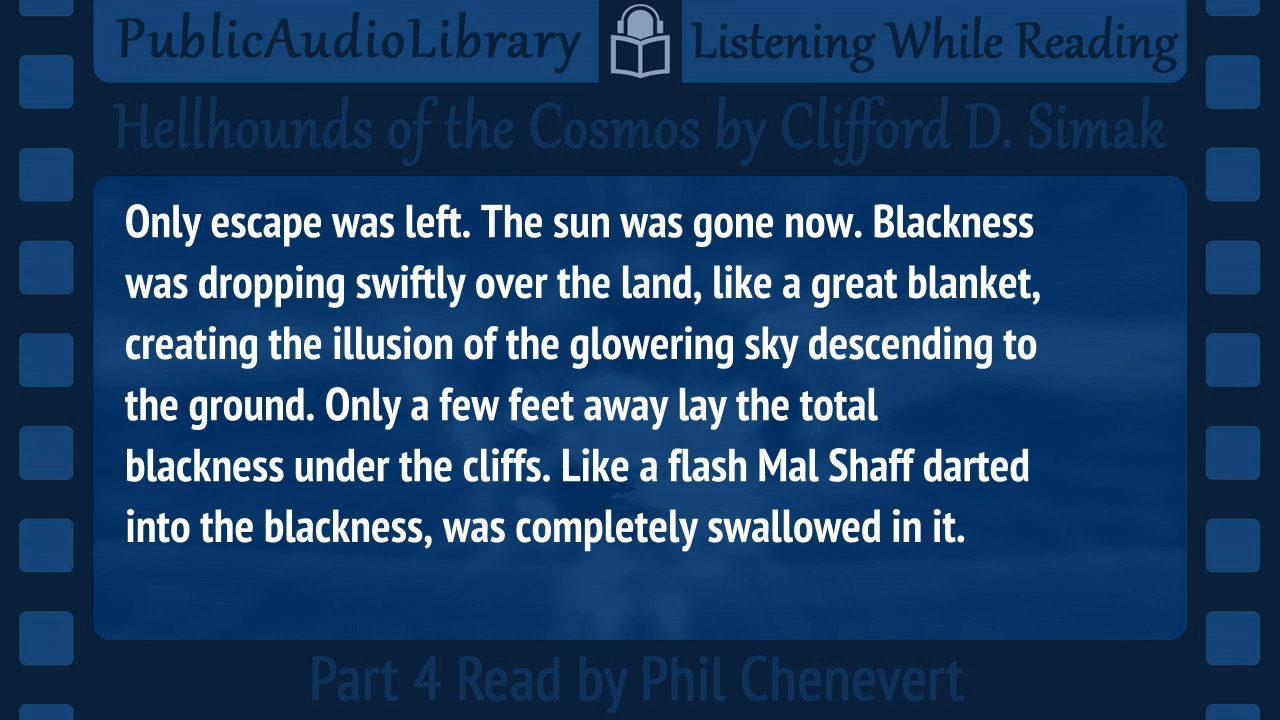 PublicAudioLibrary Listening While Reading
Hellhounds of the Cosmos by Clifford D. Simak
Only escape was left. The sun was gone now. Blackness
was dropping swiftly over the land, like a great blanket,
creating the illusion of the glowering sky descending to
the ground. Only a few feet away lay the total
blackness under the cliffs. Like a flash Mal Shaff darted
into the blackness, was completely swallowed in it.
Part 4 Read by Phil Chenevert